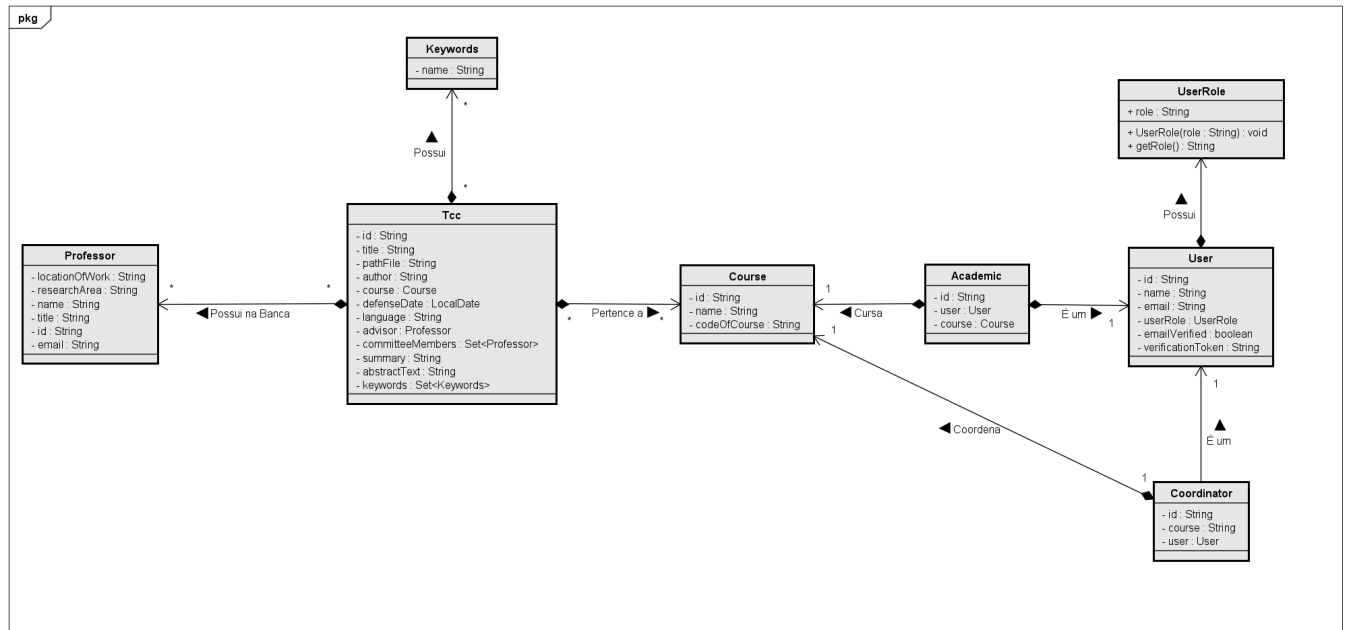 pkg
Keywords
- name : String
*
Possui
*
UserRole
+ role : String
+ UserRole(role : String) : void
+ getRole() : String
Possui
Professor
- locationOfWork : String
- researchArea : String
- name : String
- title : String
- id : String
- email : String
*
*
Possui na Banca
Tcc
- id : String
- title : String
- pathFile : String
- author : String
- course : Course
- defenseDate : LocalDate
- language : String
- advisor : Professor
- committeeMembers : Set<Professor>
- summary : String
- abstractText : String
- keywords : Set<Keywords>
*
Pertence a
*
Course
- id : String
- name : String
- codeOfCourse : String
1
Cursa
1
Academic
- id : String
- user : User
- course : Course
É um
1
User
- id : String
- name : String
- email : String
- userRole : UserRole
- emailVerified : boolean
- verificationToken : String
1
É um
Coordena
1
Coordinator
- id : String
- course : String
- user : User